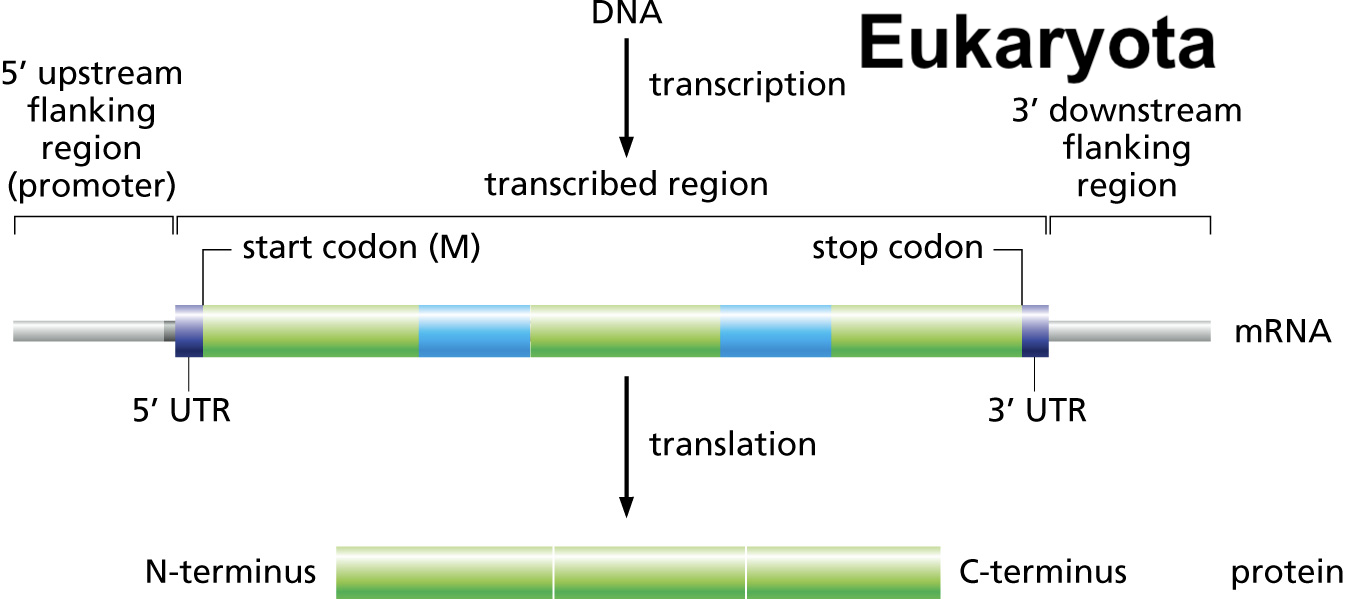 DNA
Eukaryota
transcription
5’ upstream
flanking
region
(promoter)
3’ downstream
flanking
region
transcribed region
start codon (M)
stop codon
mRNA
5’ UTR
3’ UTR
translation
N-terminus
C-terminus
protein